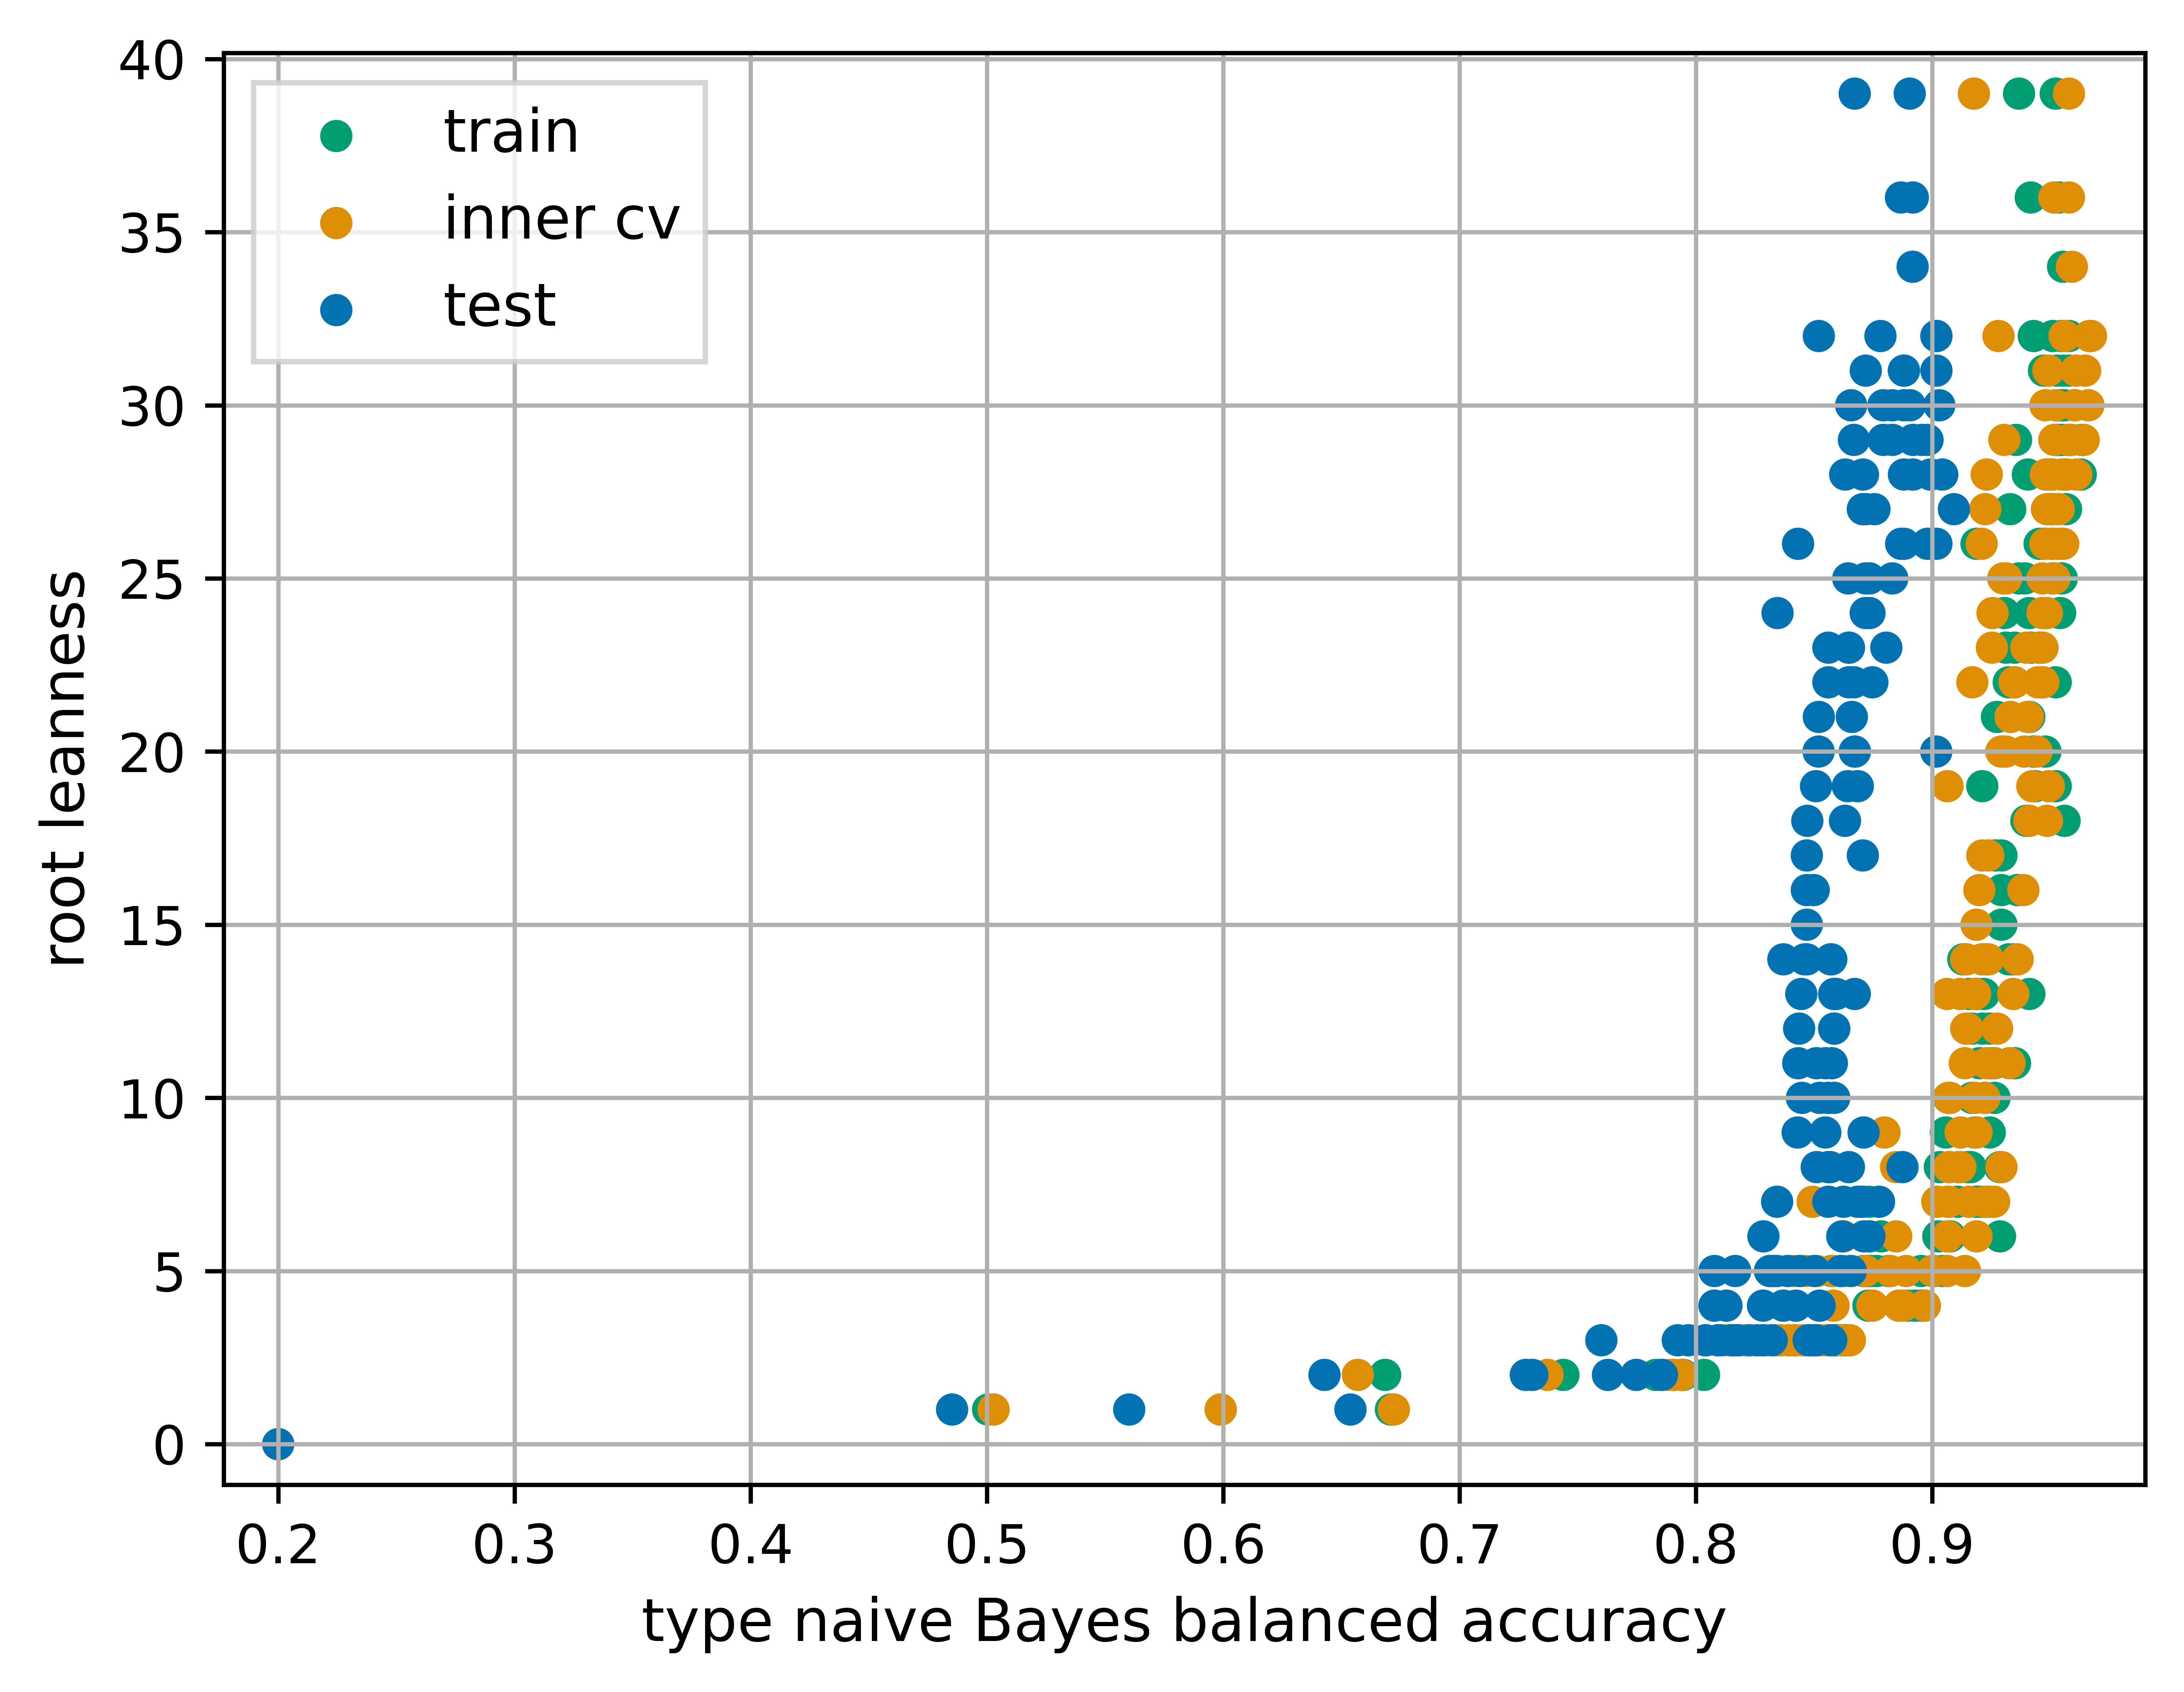 40
35
30
25
20
15
10
5
0
root leanness
train
inner cv
test
0.2 0.3 0.4 0.5 0.6 0.7 0.8 0.9
type naive Bayes balanced accuracy